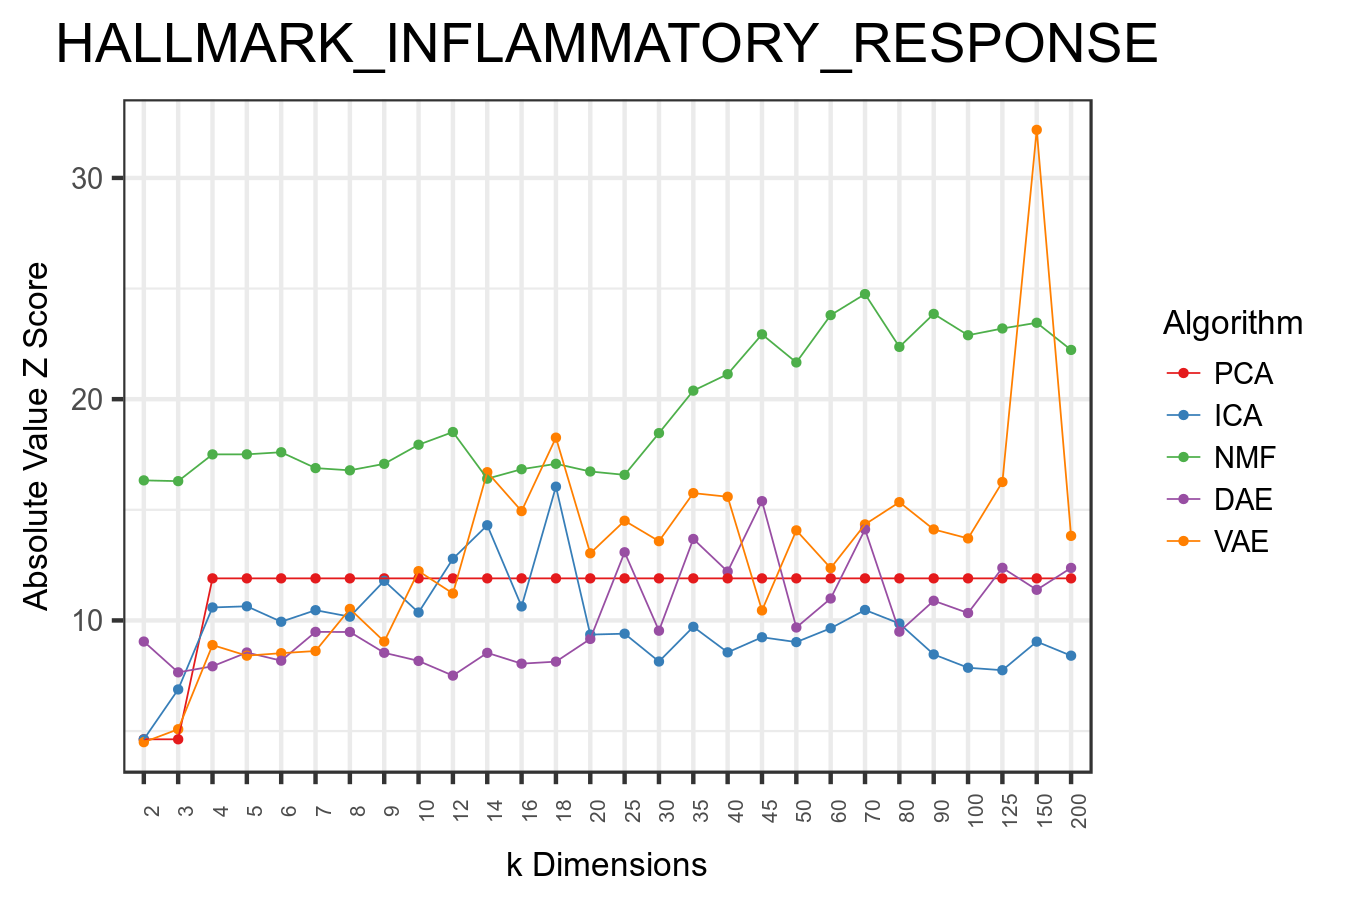 HALLMARK_INFLAMMATORY_RESPONSE
Absolute Value Z Score
30
20
10
2 3 4 5 6 7 8 9 10 12 14 16 18 20 25 30 35 40 45 50 60 70 80 90 100 125 150 200
k Dimensions
Algorithm
PCA
ICA
NMF
DAE
VAE